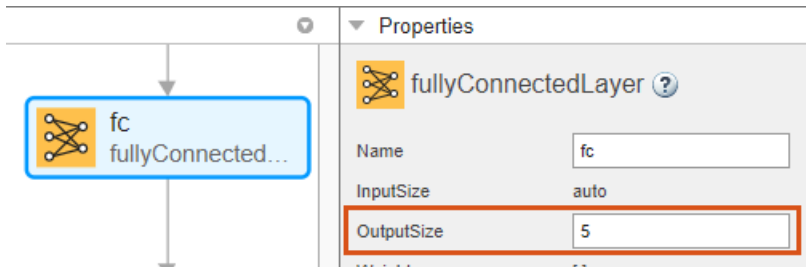 Properties
fullyConnectedLayer ?
fc
fullyConnected...
Name fc
InputSize auto
OutputSize 5